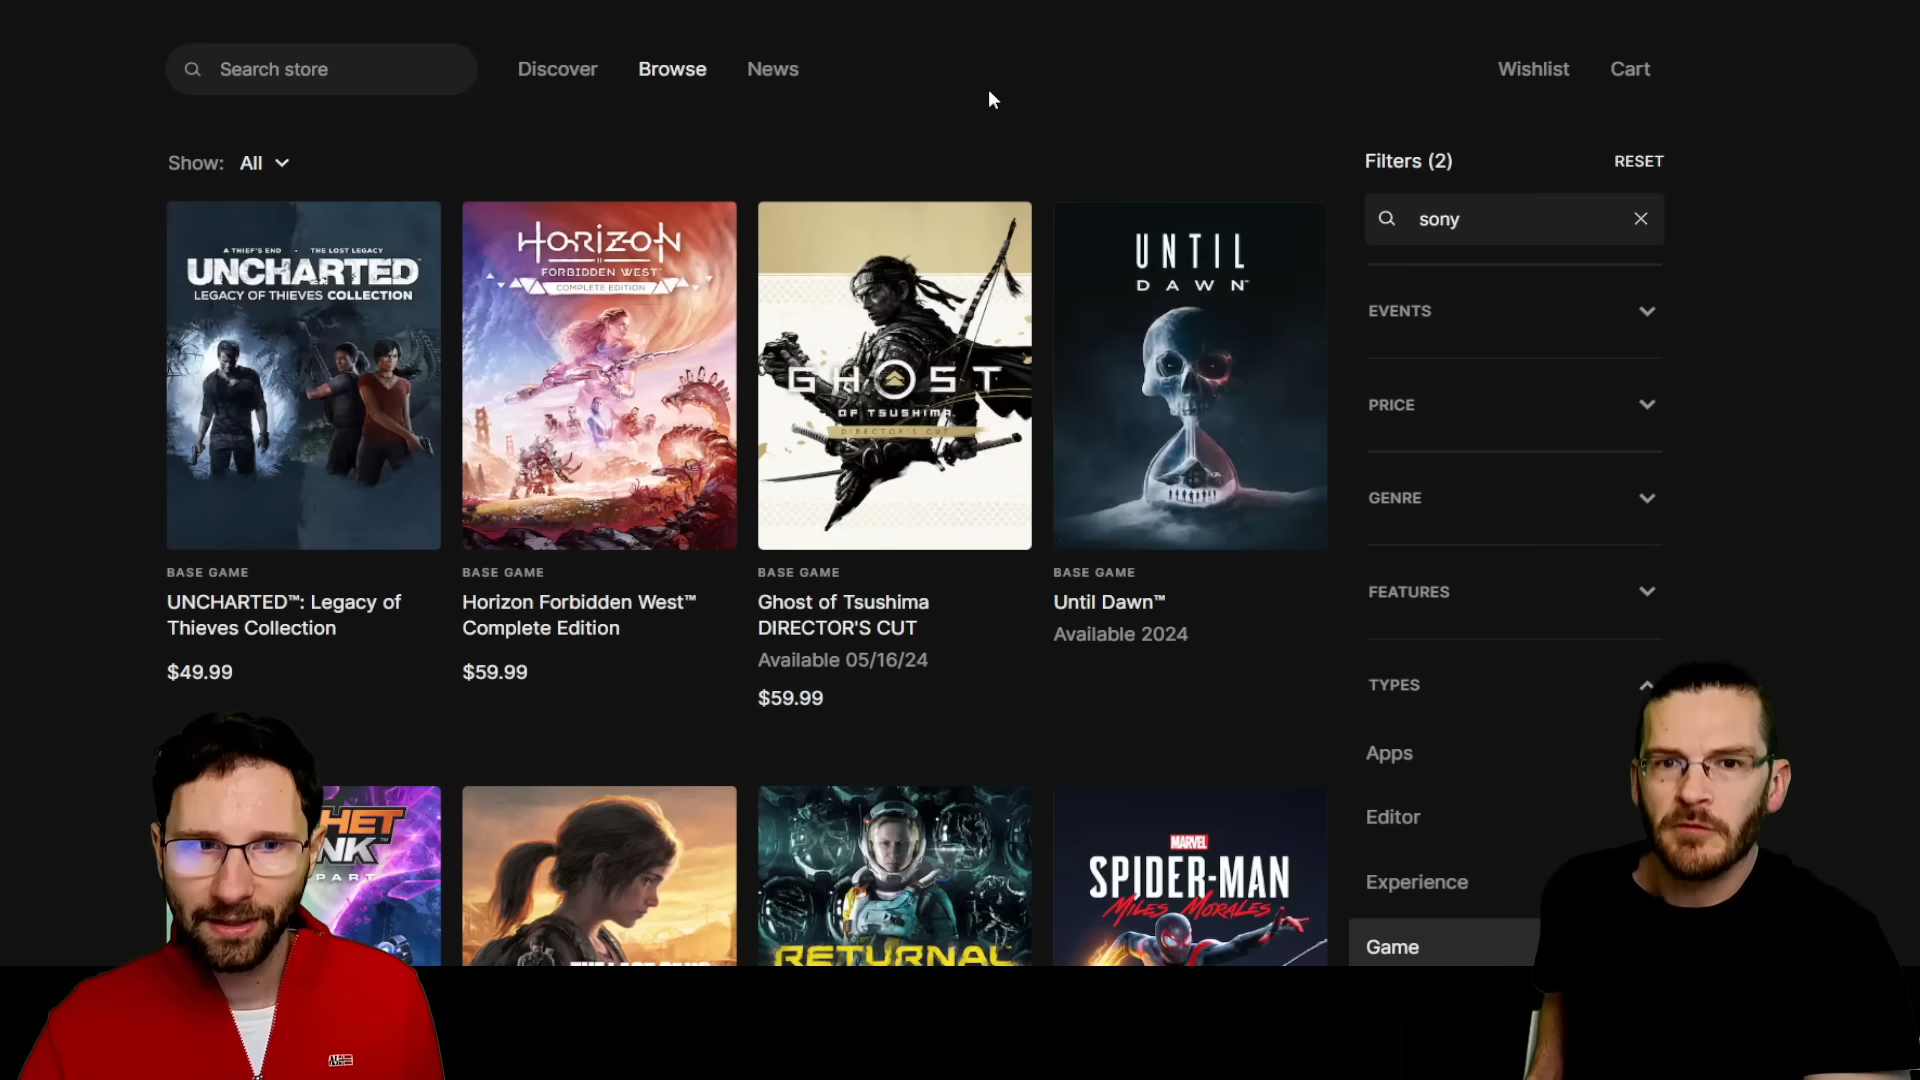 Search store
Discover
Browse
News
Wishlist
Cart
Show: All
Filters (2)
RESET
sony
A THIEF'S END - THE LOST LEGACY
UNCHARTED
LEGACY OF THIEVES COLLECTION
HORIZON
FORBIDDEN WEST™
COMPLETE EDITION
GHOST
OF TSUSHIMA
DIRECTOR'S CUT
UNTIL
DAWN™
EVENTS
PRICE
GENRE
FEATURES
TYPES
Apps
Editor
Experience
Game
BASE GAME
UNCHARTED™: Legacy of
Thieves Collection
$49.99
BASE GAME
Horizon Forbidden West™
Complete Edition
$59.99
BASE GAME
Ghost of Tsushima
DIRECTOR'S CUT
Available 05/16/24
$59.99
BASE GAME
Until Dawn™
Available 2024
RETURNAL
MARVEL
SPIDER-MAN
MILES MORALES